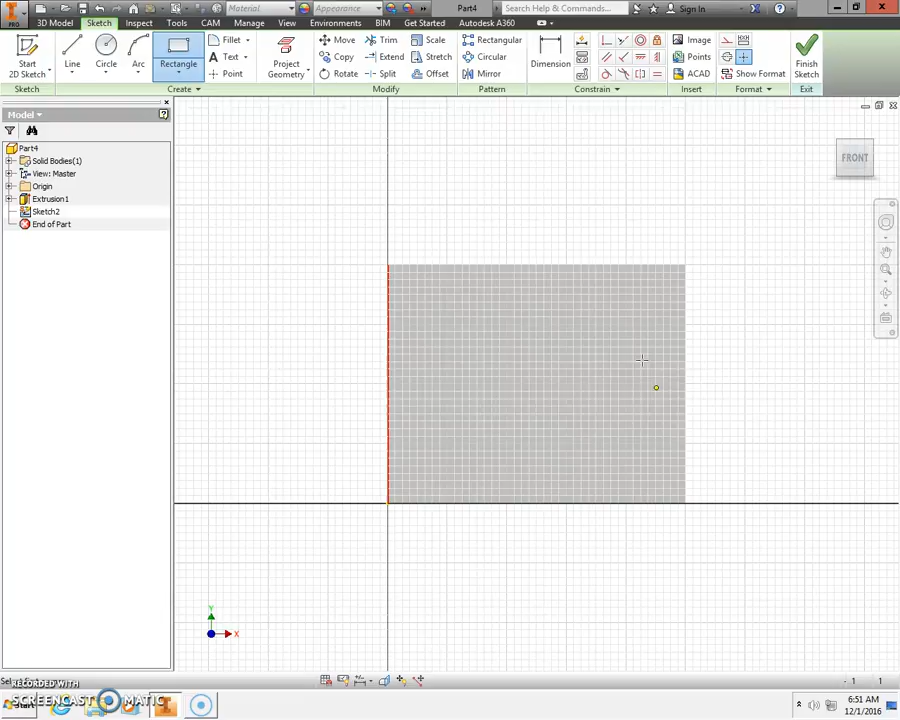 PRO Material Appearance Part4 Search Help & Commands... Sign In
3D Model Sketch Inspect Tools CAM Manage View Environments BIM Get Started Autodesk A360
Start
2D Sketch
Line
Circle
Arc
Rectangle
Fillet
Text
Point
Project
Geometry
Move
Copy
Rotate
Trim
Extend
Split
Scale
Stretch
Offset
Rectangular
Circular
Mirror
Dimension
Image
Points
ACAD
Show Format
Finish
Sketch
Sketch Create Modify Pattern Constrain Insert Format Exit
Model
Part4
Solid Bodies(1)
View: Master
Origin
Extrusion1
Sketch2
End of Part
FRONT
Y
X
RECORDED WITH
SCREENCAST MATIC
1 1
Start
6:51 AM
12/1/2016